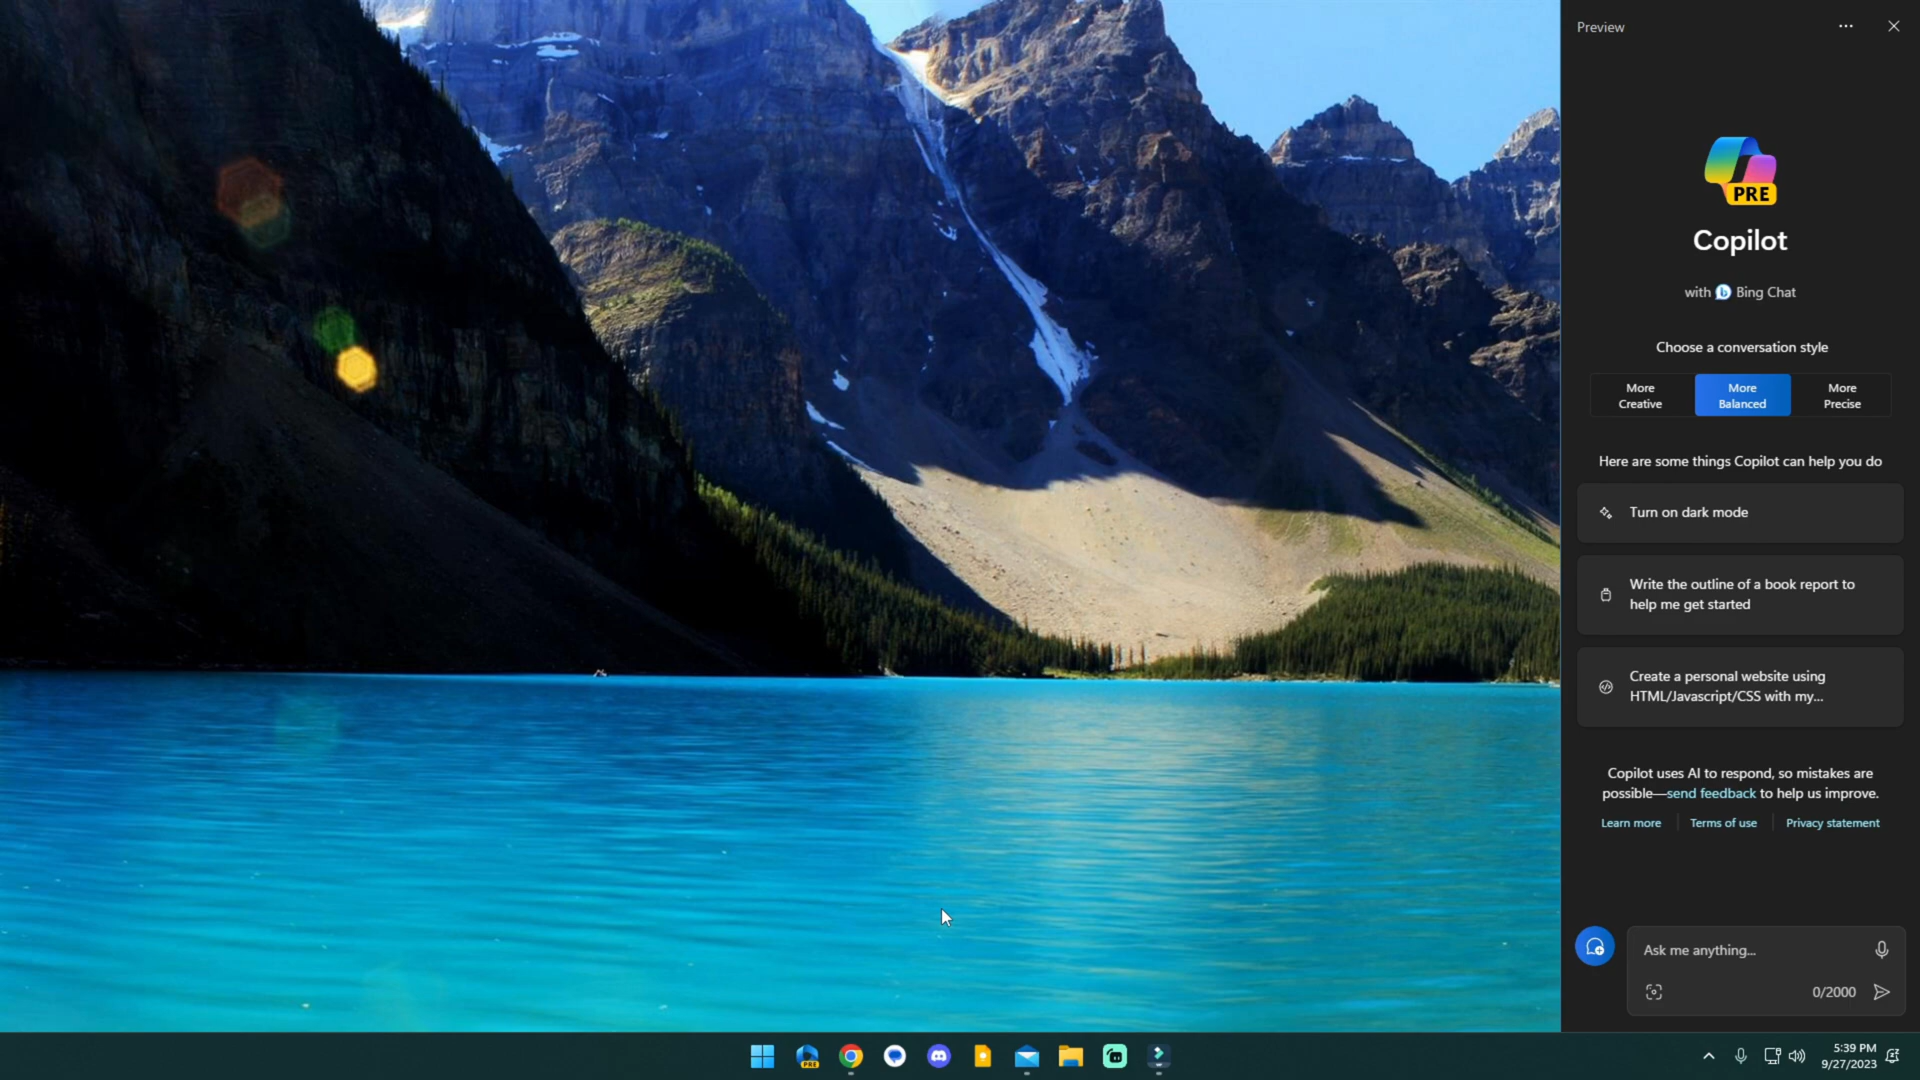 Preview
PRE
Copilot
with Bing Chat
Choose a conversation style
More
Creative
More
Balanced
More
Precise
Here are some things Copilot can help you do
Turn on dark mode
Write the outline of a book report to
help me get started
Create a personal website using
HTML/Javascript/CSS with my...
Copilot uses AI to respond, so mistakes are
possible—send feedback to help us improve.
Learn more
Terms of use
Privacy statement
Ask me anything...
0/2000
PRE
5:39 PM
9/27/2023